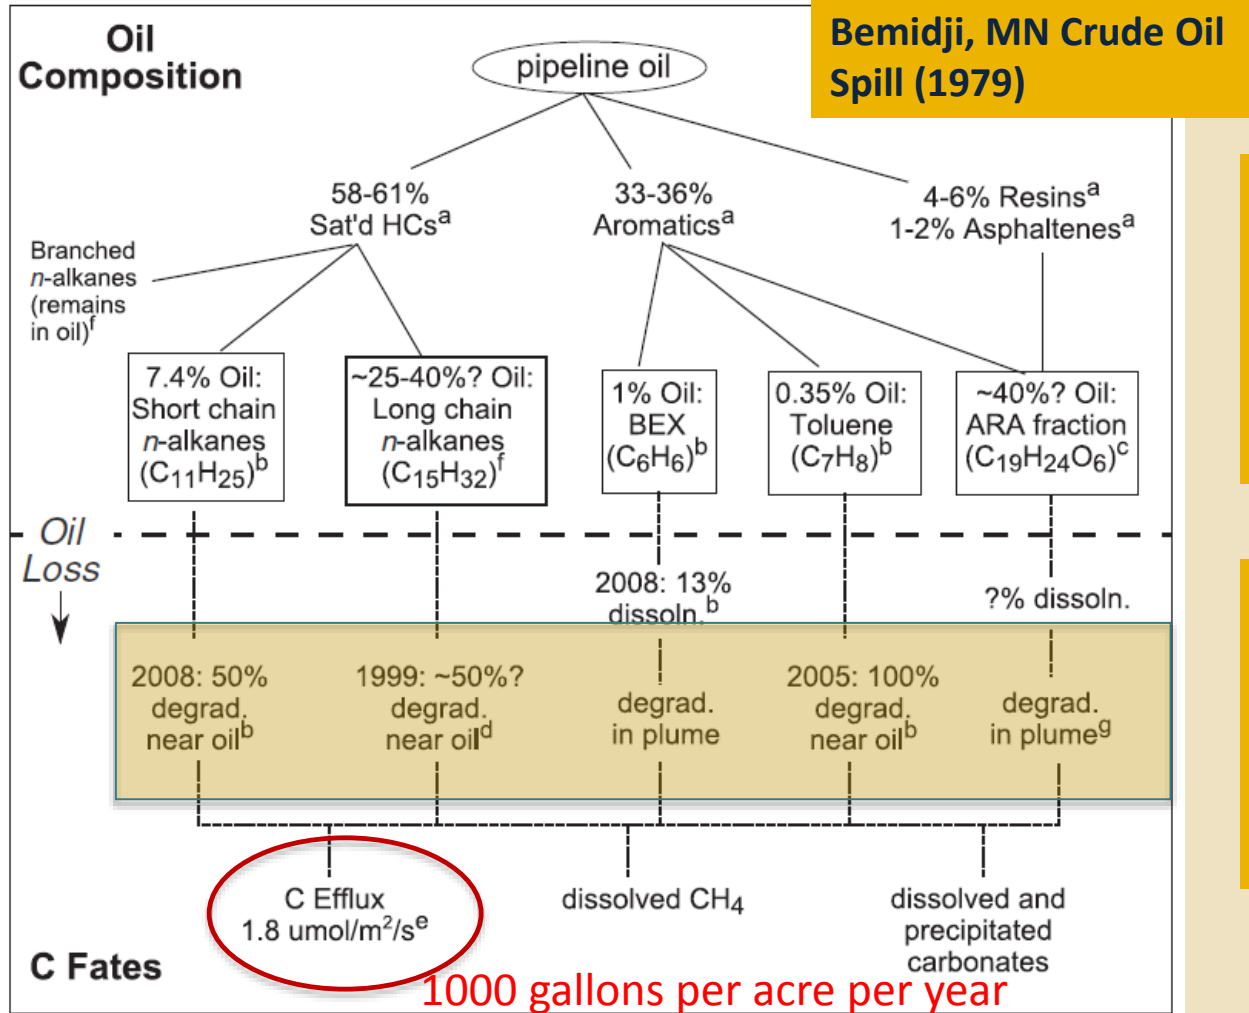 Oil
Composition
Bemidji, MN Crude Oil
Spill (1979)
pipeline oil
58-61%
Sat'd HCsᵃ
33-36%
Aromaticsᵃ
4-6% Resinsᵃ
1-2% Asphaltenesᵃ
Branched
n-alkanes
(remains
in oil)ᶠ
7.4% Oil:
Short chain
n-alkanes
(C₁₁H₂₅)ᵇ
~25-40%? Oil:
Long chain
n-alkanes
(C₁₅H₃₂)ᶠ
1% Oil:
BEX
(C₆H₆)ᵇ
0.35% Oil:
Toluene
(C₇H₈)ᵇ
~40%? Oil:
ARA fraction
(C₁₉H₂₄O₆)ᶜ
Oil
Loss
2008: 13%
dissoln.ᵇ
?% dissoln.
2008: 50%
degrad.
near oilᵇ
1999: ~50%?
degrad.
near oilᵈ
degrad.
in plume
2005: 100%
degrad.
near oilᵇ
degrad.
in plumeᵍ
C Efflux
1.8 umol/m²/sᵉ
dissolved CH₄
dissolved and
precipitated
carbonates
C Fates
1000 gallons per acre per year